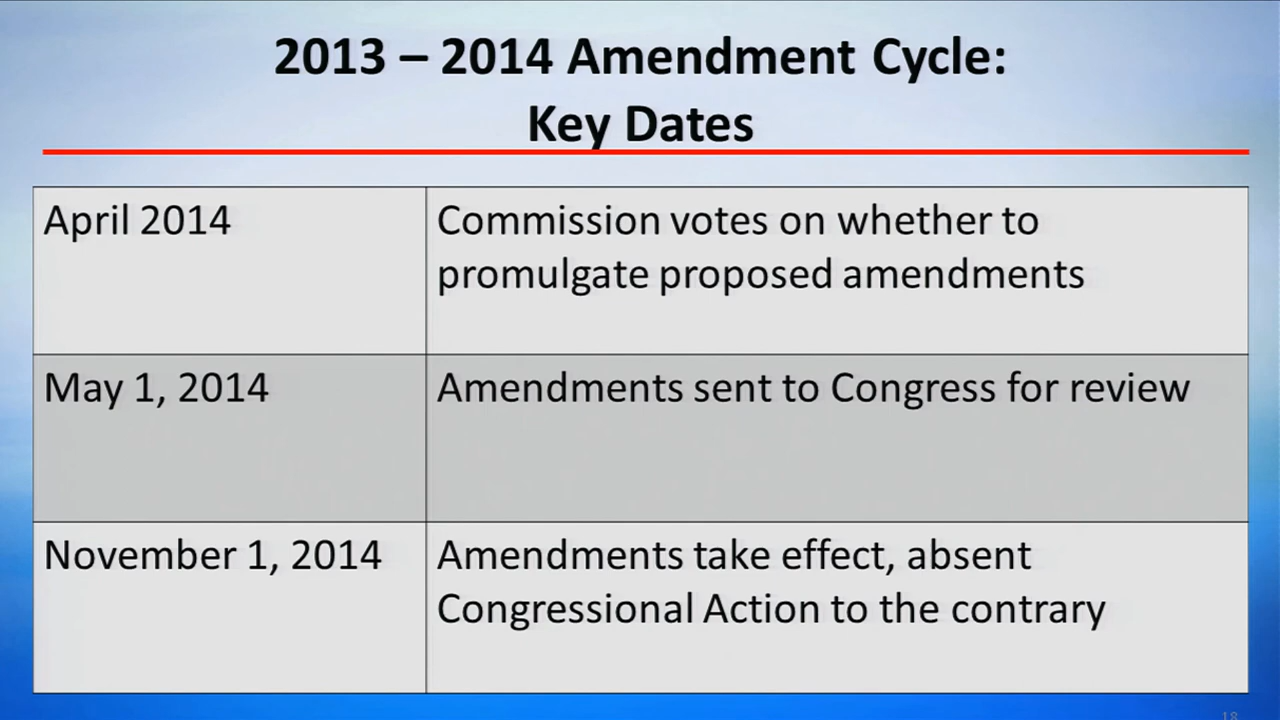 2013 – 2014 Amendment Cycle:
Key Dates
April 2014
Commission votes on whether to
promulgate proposed amendments
May 1, 2014
Amendments sent to Congress for review
November 1, 2014
Amendments take effect, absent
Congressional Action to the contrary
18